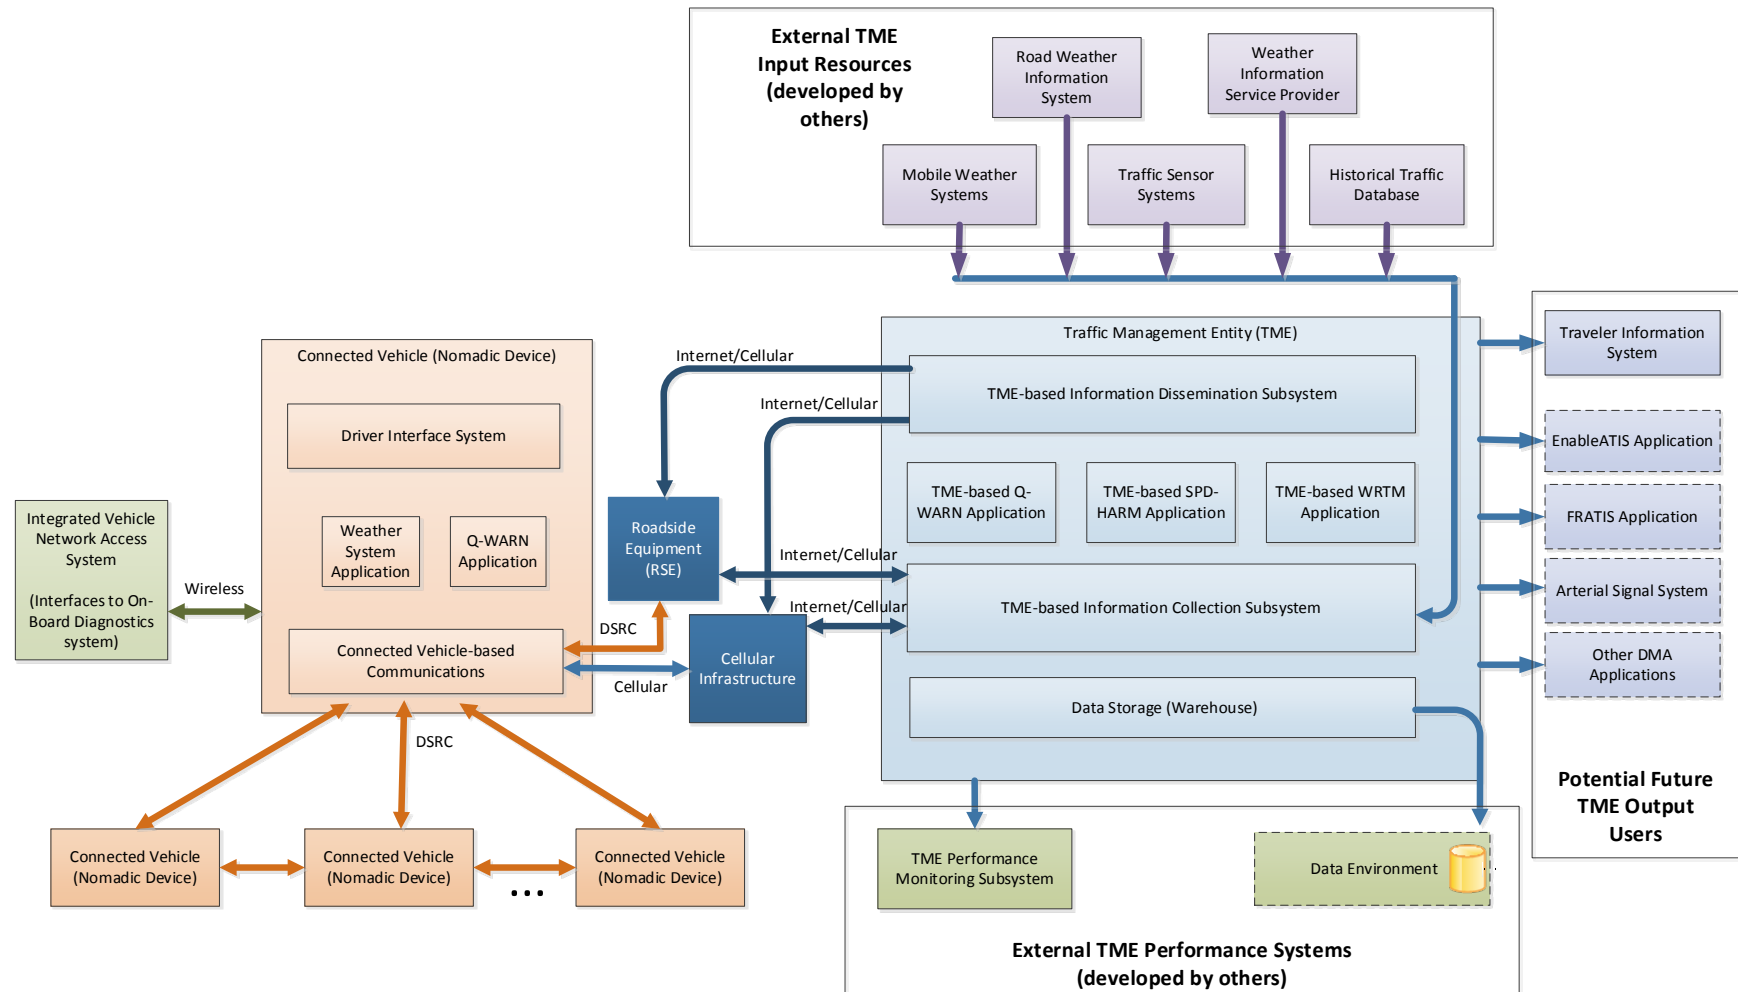 External TME
Input Resources
(developed by
others)
Road Weather
Information
System
Weather
Information
Service Provider
Mobile Weather
Systems
Traffic Sensor
Systems
Historical Traffic
Database
Connected Vehicle (Nomadic Device)
Driver Interface System
Weather
System
Application
Q-WARN
Application
Connected Vehicle-based
Communications
Integrated Vehicle
Network Access
System
(Interfaces to On-
Board Diagnostics
system)
Wireless
Internet/Cellular
Internet/Cellular
Internet/Cellular
Internet/Cellular
Roadside
Equipment
(RSE)
DSRC
Cellular
Cellular
Infrastructure
Traffic Management Entity (TME)
TME-based Information Dissemination Subsystem
TME-based Q-
WARN Application
TME-based SPD-
HARM Application
TME-based WRTM
Application
TME-based Information Collection Subsystem
Data Storage (Warehouse)
Traveler Information
System
EnableATIS Application
FRATIS Application
Arterial Signal System
Other DMA
Applications
Potential Future
TME Output
Users
DSRC
Connected Vehicle
(Nomadic Device)
Connected Vehicle
(Nomadic Device)
...
Connected Vehicle
(Nomadic Device)
TME Performance
Monitoring Subsystem
Data Environment
External TME Performance Systems
(developed by others)